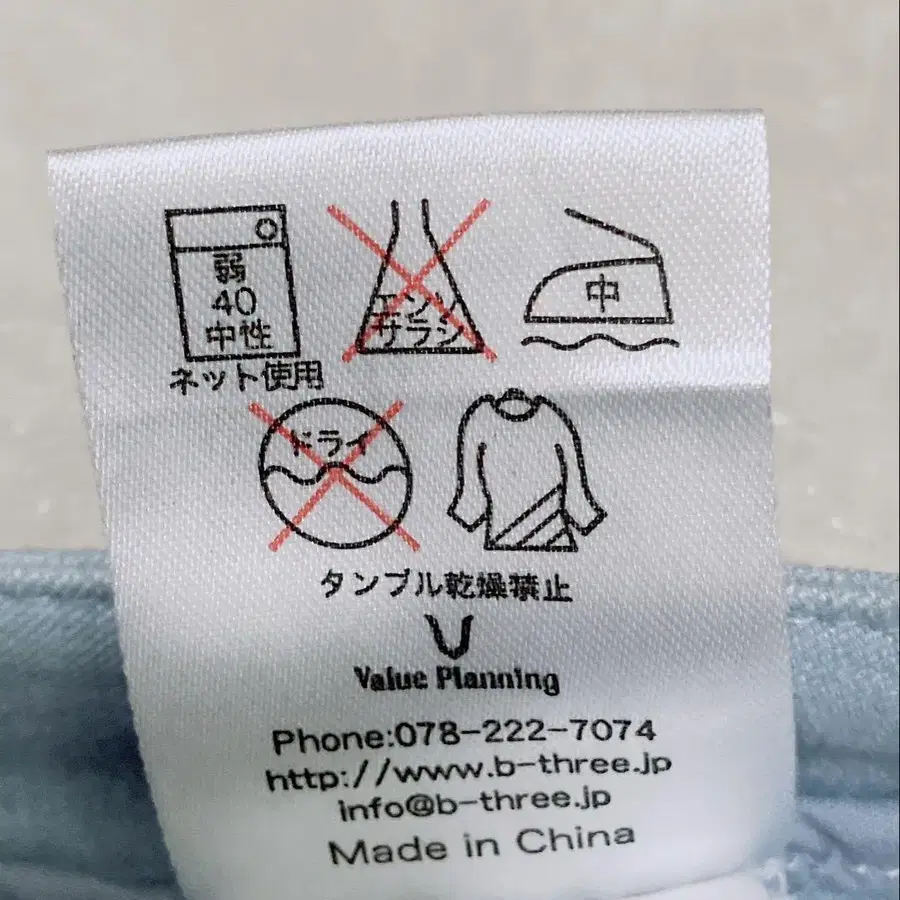 弱
40
中性
ネット使用
エンソ
サラシ
中
ドライ
タンブル乾燥禁止
Value Planning
Phone:078-222-7074
http://www.b-three.jp
info@b-three.jp
Made in China